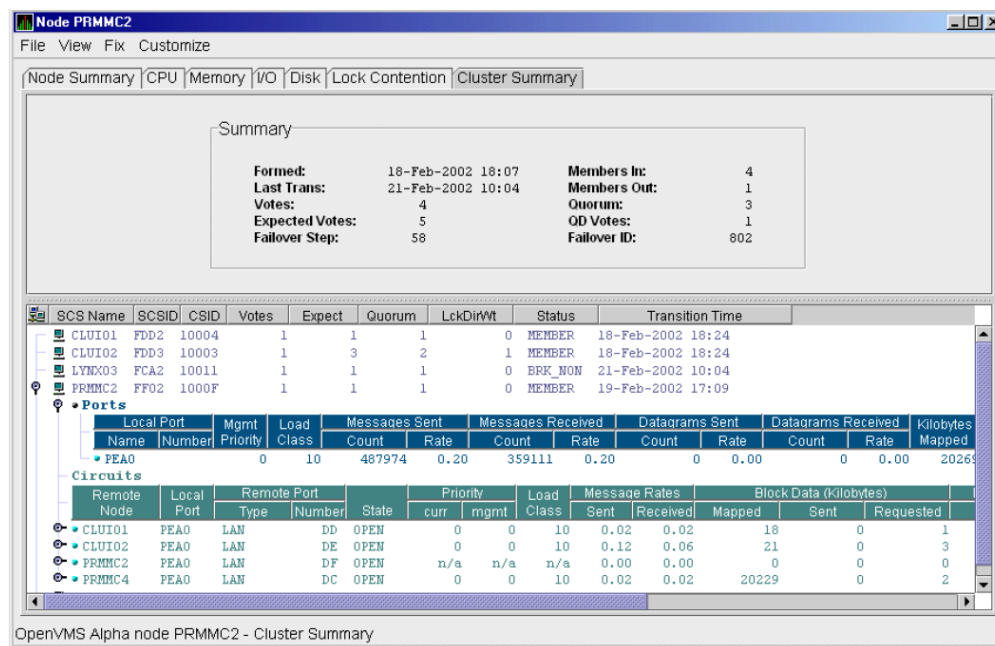 Node PRMMC2
File View Fix Customize
Node Summary CPU Memory I/O Disk Lock Contention Cluster Summary
Summary
Formed: 18-Feb-2002 18:07 Members In: 4
Last Trans: 21-Feb-2002 10:04 Members Out: 1
Votes: 4 Quorum: 3
Expected Votes: 5 QD Votes: 1
Failover Step: 58 Failover ID: 802
SCS Name SCSID CSID Votes Expect Quorum LckDirWt Status Transition Time
CLUI01 FDD2 10004 1 1 1 0 MEMBER 18-Feb-2002 18:24
CLUI02 FDD3 10003 1 3 2 1 MEMBER 18-Feb-2002 18:24
LYNX03 FCA2 10011 1 1 1 0 BRK_NON 21-Feb-2002 10:04
PRMMC2 FF02 1000F 1 1 1 0 MEMBER 19-Feb-2002 17:09
Ports
Local Port Mgmt Load Messages Sent Messages Received Datagrams Sent Datagrams Received Kilobytes
Name Number Priority Class Count Rate Count Rate Count Rate Count Rate Mapped
PEA0 0 10 487974 0.20 359111 0.20 0 0.00 0 0.00 20269
Circuits
Remote Local Remote Port Priority Load Message Rates Block Data (Kilobytes)
Node Port Type Number State curr mgmt Class Sent Received Mapped Sent Requested
CLUI01 PEA0 LAN DD OPEN 0 0 10 0.02 0.02 18 0 1
CLUI02 PEA0 LAN DE OPEN 0 0 10 0.12 0.06 21 0 3
PRMMC2 PEA0 LAN DF OPEN n/a n/a n/a 0.00 0.00 0 0 0
PRMMC4 PEA0 LAN DC OPEN 0 0 10 0.02 0.02 20229 0 2
OpenVMS Alpha node PRMMC2 - Cluster Summary